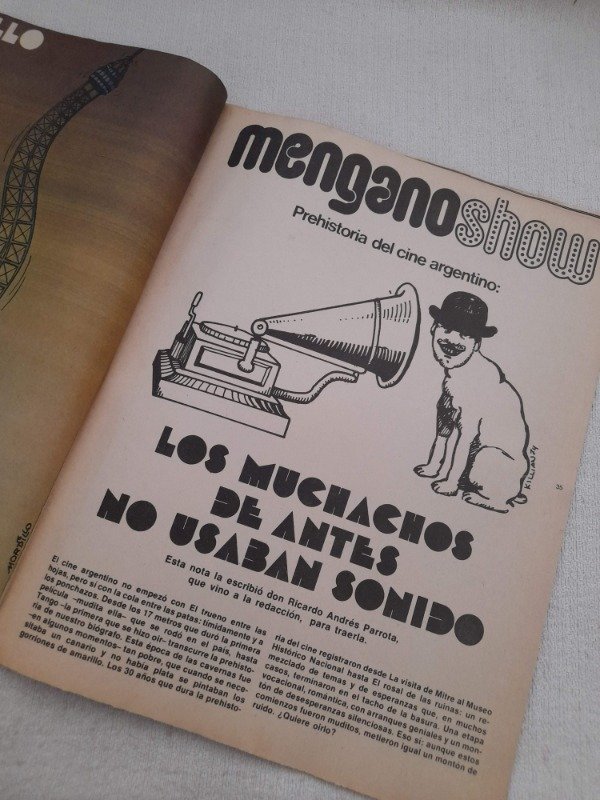 LLO
MORDILLO
menganoshow
Prehistoria del cine argentino:
KILIAN 74
35
LOS MUCHACHOS
DE ANTES
NO USABAN SONIDO
Esta nota la escribió don Ricardo Andrés Parrota,
que vino a la redacción, para traerla.
El cine argentino no empezó con El trueno entre las
hojas, pero sí con la cola entre las patas: tímidamente y a
los ponchazos. Desde los 17 metros que duró la primera
película -mudita ella- que se rodó en el país, hasta
Tango -la primera que se hizo oir- transcurre la prehisto-
ria de nuestro biógrafo. Esta época de las cavernas fue
-en algunos momentos- tan pobre, que cuando se nece-
sitaba un canario y no había plata se pintaban los
gorriones de amarillo. Los 30 años que dura la prehisto-
ria del cine registraron desde La visita de Mitre al Museo
Histórico Nacional hasta El rosal de las ruinas: un re-
mezclado de temas y de esperanzas que, en muchos
casos, terminaron en el tacho de la basura. Una etapa
vocacional, romántica, con arranques geniales y un mon-
tón de desesperanzas silenciosas. Eso sí: aunque estos
comienzos fueron muditos, metieron igual un montón de
ruido. ¿Quiere oirlo?